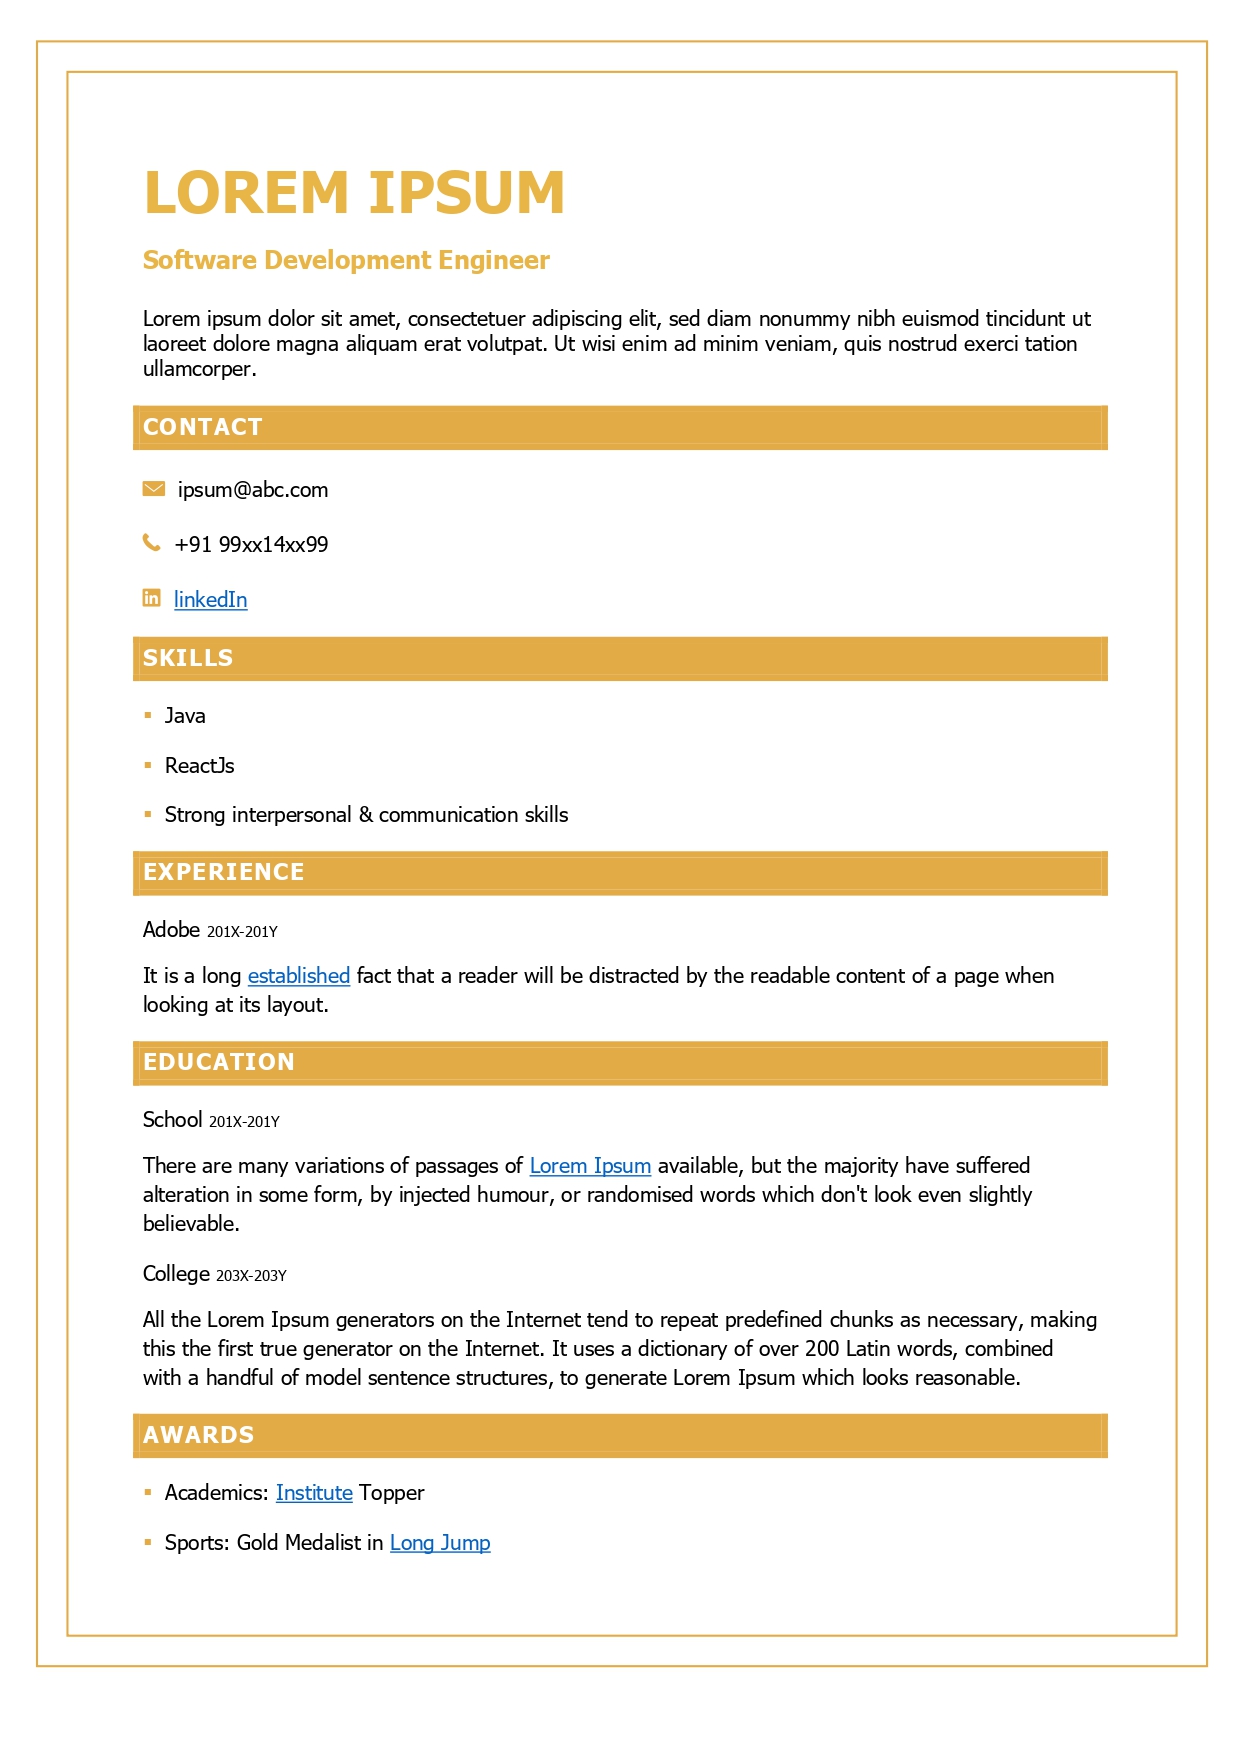 LOREM IPSUM
Software Development Engineer
Lorem ipsum dolor sit amet, consectetuer adipiscing elit, sed diam nonummy nibh euismod tincidunt ut
laoreet dolore magna aliquam erat volutpat. Ut wisi enim ad minim veniam, quis nostrud exerci tation
ullamcorper.
CONTACT
ipsum@abc.com
+91 99xx14xx99
in linkedIn
SKILLS
▪ Java
▪ ReactJs
▪ Strong interpersonal & communication skills
EXPERIENCE
Adobe 201X-201Y
It is a long established fact that a reader will be distracted by the readable content of a page when
looking at its layout.
EDUCATION
School 201X-201Y
There are many variations of passages of Lorem Ipsum available, but the majority have suffered
alteration in some form, by injected humour, or randomised words which don't look even slightly
believable.
College 203X-203Y
All the Lorem Ipsum generators on the Internet tend to repeat predefined chunks as necessary, making
this the first true generator on the Internet. It uses a dictionary of over 200 Latin words, combined
with a handful of model sentence structures, to generate Lorem Ipsum which looks reasonable.
AWARDS
▪ Academics: Institute Topper
▪ Sports: Gold Medalist in Long Jump